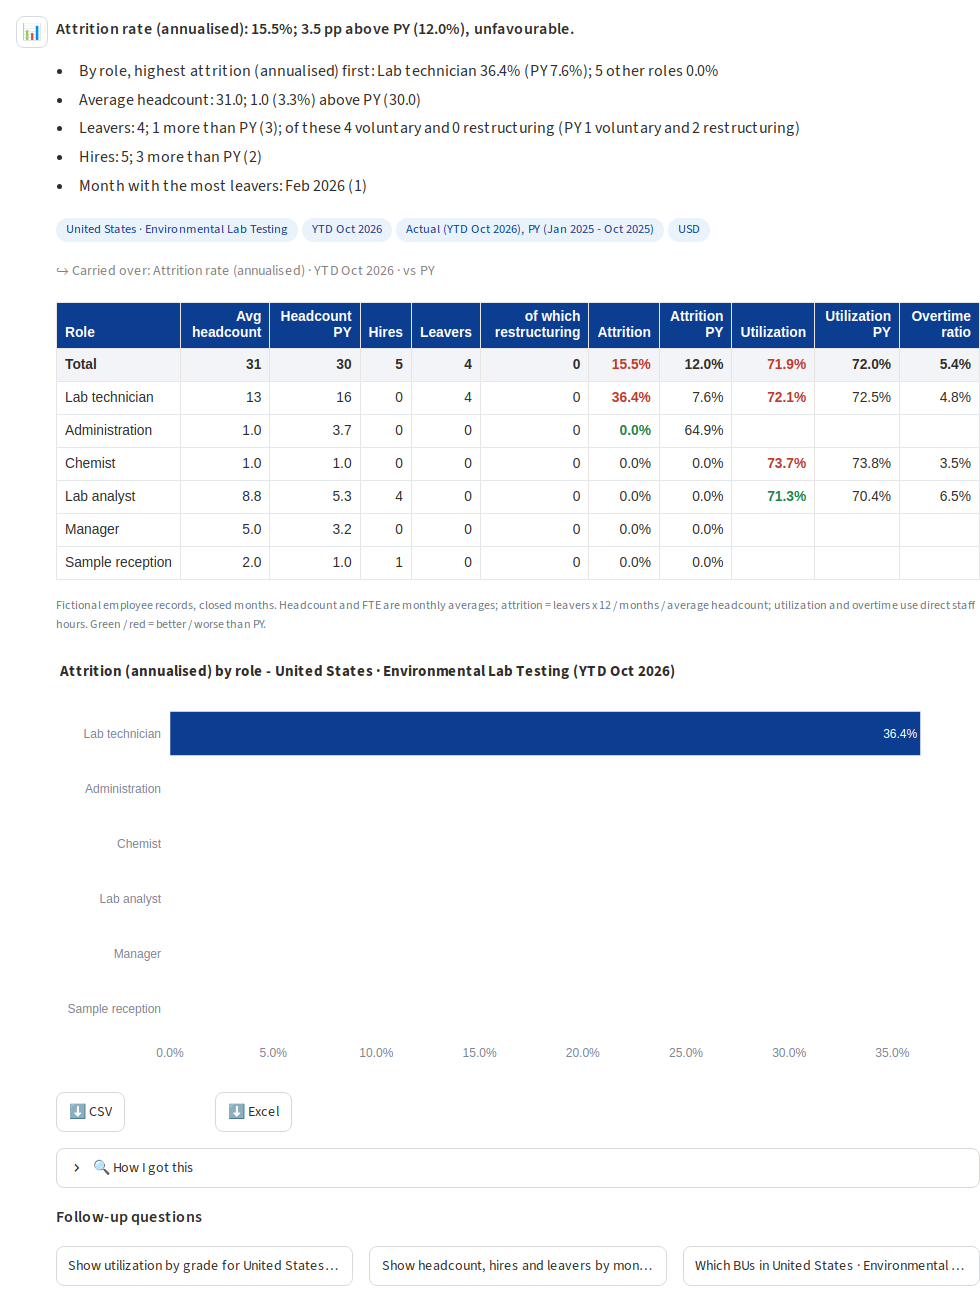 Attrition rate (annualised): 15.5%; 3.5 pp above PY (12.0%), unfavourable.
• By role, highest attrition (annualised) first: Lab technician 36.4% (PY 7.6%); 5 other roles 0.0%
• Average headcount: 31.0; 1.0 (3.3%) above PY (30.0)
• Leavers: 4; 1 more than PY (3); of these 4 voluntary and 0 restructuring (PY 1 voluntary and 2 restructuring)
• Hires: 5; 3 more than PY (2)
• Month with the most leavers: Feb 2026 (1)
United States · Environmental Lab Testing YTD Oct 2026 Actual (YTD Oct 2026), PY (Jan 2025 - Oct 2025) USD
↪ Carried over: Attrition rate (annualised) · YTD Oct 2026 · vs PY
Role Avg headcount Headcount PY Hires Leavers of which restructuring Attrition Attrition PY Utilization Utilization PY Overtime ratio
Total 31 30 5 4 0 15.5% 12.0% 71.9% 72.0% 5.4%
Lab technician 13 16 0 4 0 36.4% 7.6% 72.1% 72.5% 4.8%
Administration 1.0 3.7 0 0 0 0.0% 64.9%
Chemist 1.0 1.0 0 0 0 0.0% 0.0% 73.7% 73.8% 3.5%
Lab analyst 8.8 5.3 4 0 0 0.0% 0.0% 71.3% 70.4% 6.5%
Manager 5.0 3.2 0 0 0 0.0% 0.0%
Sample reception 2.0 1.0 1 0 0 0.0% 0.0%
Fictional employee records, closed months. Headcount and FTE are monthly averages; attrition = leavers x 12 / months / average headcount; utilization and overtime use direct staff
hours. Green / red = better / worse than PY.
Attrition (annualised) by role - United States · Environmental Lab Testing (YTD Oct 2026)
Lab technician 36.4%
Administration
Chemist
Lab analyst
Manager
Sample reception
0.0% 5.0% 10.0% 15.0% 20.0% 25.0% 30.0% 35.0%
CSV Excel
How I got this
Follow-up questions
Show utilization by grade for United States… Show headcount, hires and leavers by mon… Which BUs in United States · Environmental …